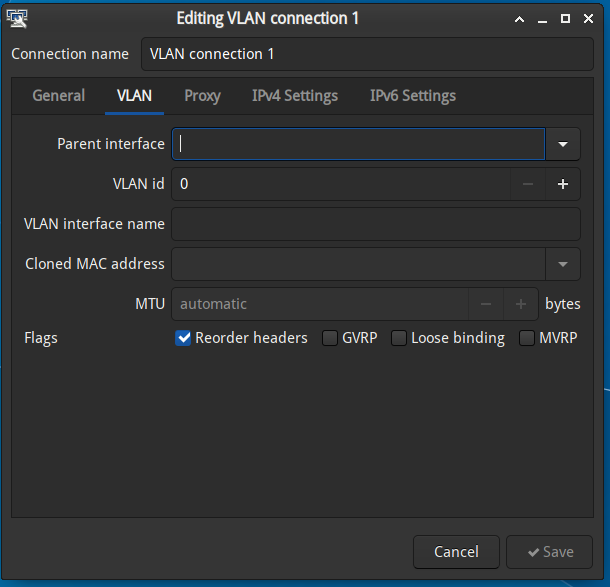 Editing VLAN connection 1
Connection name VLAN connection 1
General VLAN Proxy IPv4 Settings IPv6 Settings
Parent interface
VLAN id 0
VLAN interface name
Cloned MAC address
MTU automatic bytes
Flags Reorder headers GVRP Loose binding MVRP
Cancel Save